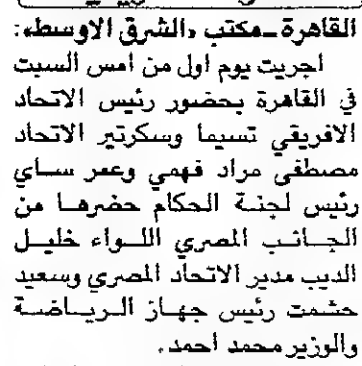 القاهرة ـ مكتب «الشرق الاوسط»:
اجريت يوم اول من امس السبت
في القاهرة بحضور رئيس الاتحاد
الافريقي تسيما وسكرتير الاتحاد
مصطفى مراد فهمي وعمر ساي
رئيس لجنة الحكام حضرها من
الجانب المصري اللواء خليل
الديب مدير الاتحاد المصري وسعيد
حشمت رئيس جهاز الرياضة
والوزير محمد احمد.